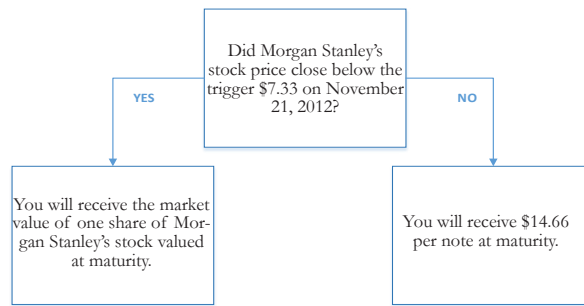 Did Morgan Stanley's
stock price close below the
trigger $7.33 on November
21, 2012?
YES
NO
You will receive the market
value of one share of Mor-
gan Stanley's stock valued
at maturity.
You will receive $14.66
per note at maturity.